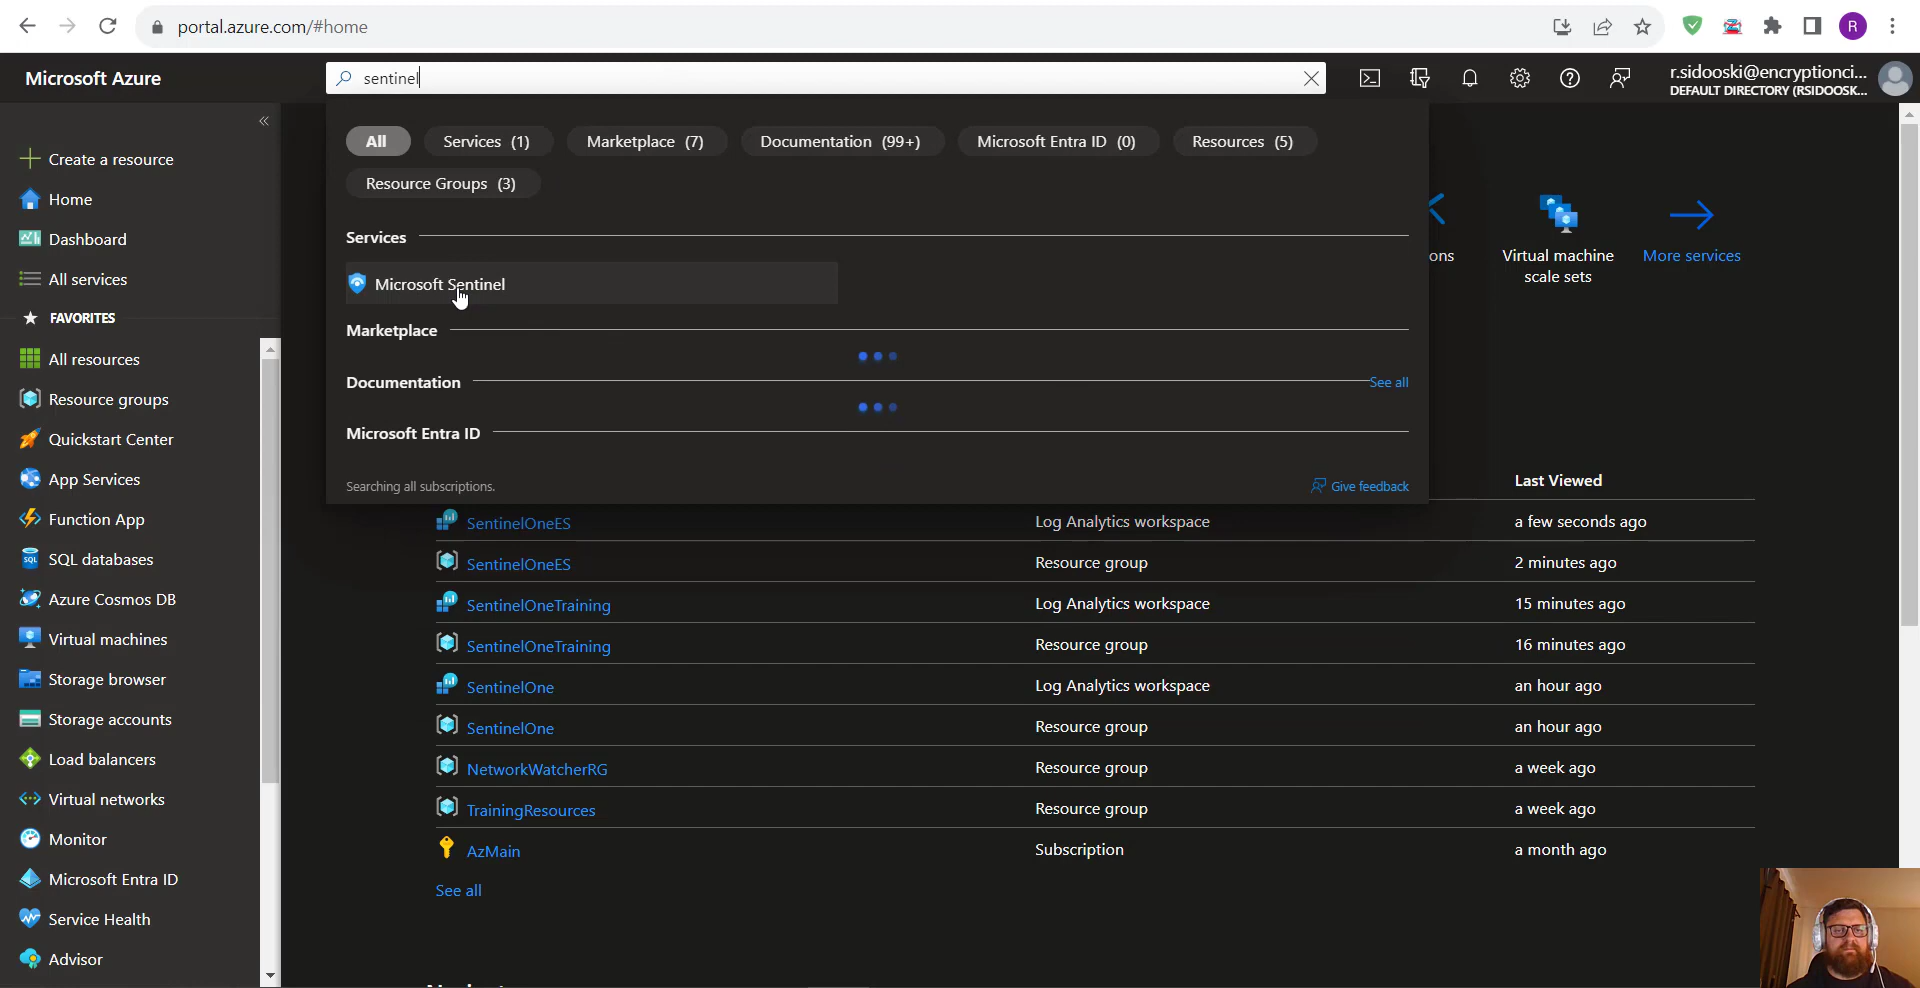 portal.azure.com/#home
R
Microsoft Azure
sentinel
r.sidooski@encryptionci...
DEFAULT DIRECTORY (RSIDOOSK...
Create a resource
Home
Dashboard
All services
FAVORITES
All resources
Resource groups
Quickstart Center
App Services
Function App
SQL databases
Azure Cosmos DB
Virtual machines
Storage browser
Storage accounts
Load balancers
Virtual networks
Monitor
Microsoft Entra ID
Service Health
Advisor
All Services (1) Marketplace (7) Documentation (99+) Microsoft Entra ID (0) Resources (5)
Resource Groups (3)
Services
Microsoft Sentinel
Marketplace
Documentation See all
Microsoft Entra ID
Searching all subscriptions. Give feedback
ons
Virtual machine
scale sets
More services
Last Viewed
SentinelOneES Log Analytics workspace a few seconds ago
SentinelOneES Resource group 2 minutes ago
SentinelOneTraining Log Analytics workspace 15 minutes ago
SentinelOneTraining Resource group 16 minutes ago
SentinelOne Log Analytics workspace an hour ago
SentinelOne Resource group an hour ago
NetworkWatcherRG Resource group a week ago
TrainingResources Resource group a week ago
AzMain Subscription a month ago
See all